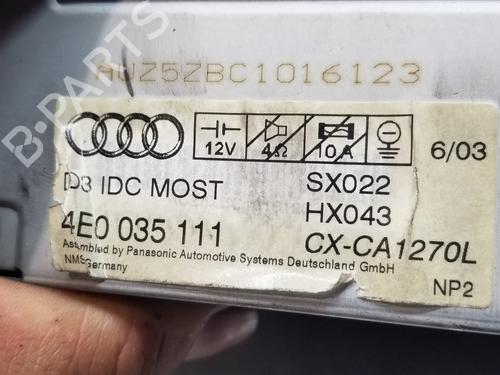 AUZ5ZBC1016123
B-PARTS
12V 4Ω 10A 6/03
D3 IDC MOST SX022
HX043
4E0 035 111 CX-CA1270L
Assembled by Panasonic Automotive Systems Deutschland GmbH
NMS Germany NP2